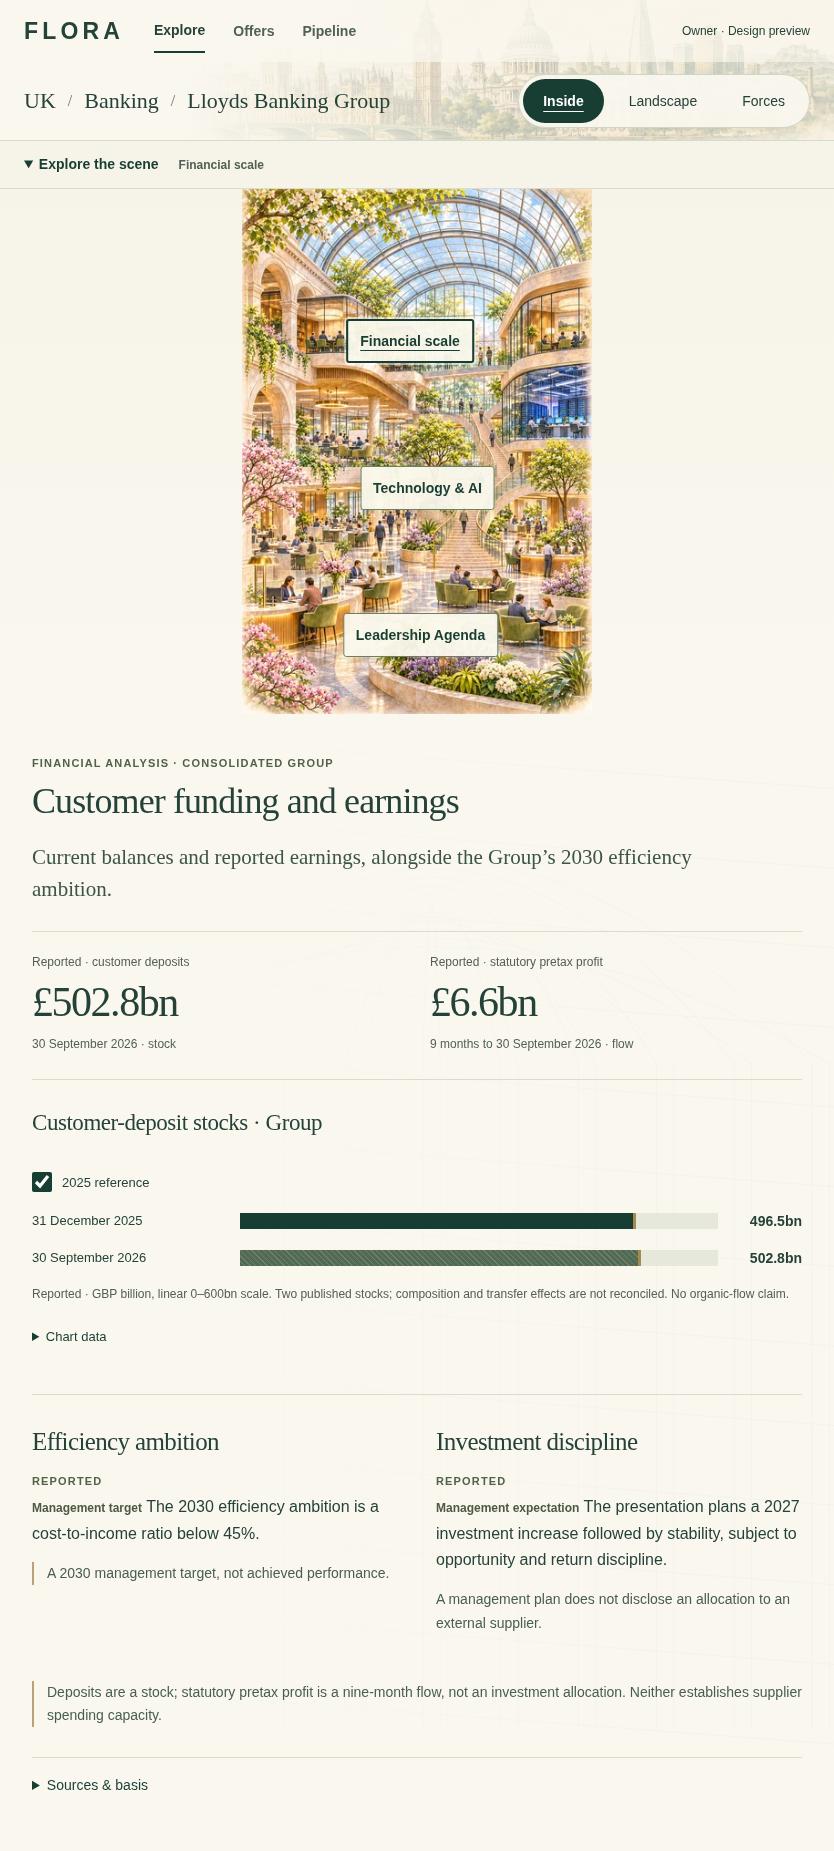 FLORA
Explore
Offers
Pipeline
Owner · Design preview
UK / Banking / Lloyds Banking Group
Inside
Landscape
Forces
▼ Explore the scene
Financial scale
Financial scale
Technology & AI
Leadership Agenda
FINANCIAL ANALYSIS · CONSOLIDATED GROUP
Customer funding and earnings
Current balances and reported earnings, alongside the Group’s 2030 efficiency
ambition.
Reported · customer deposits
£502.8bn
30 September 2026 · stock
Reported · statutory pretax profit
£6.6bn
9 months to 30 September 2026 · flow
Customer-deposit stocks · Group
2025 reference
31 December 2025
496.5bn
30 September 2026
502.8bn
Reported · GBP billion, linear 0–600bn scale. Two published stocks; composition and transfer effects are not reconciled. No organic-flow claim.
▶ Chart data
Efficiency ambition
REPORTED
Management target The 2030 efficiency ambition is a
cost-to-income ratio below 45%.
A 2030 management target, not achieved performance.
Investment discipline
REPORTED
Management expectation The presentation plans a 2027
investment increase followed by stability, subject to
opportunity and return discipline.
A management plan does not disclose an allocation to an
external supplier.
Deposits are a stock; statutory pretax profit is a nine-month flow, not an investment allocation. Neither establishes supplier
spending capacity.
▶ Sources & basis